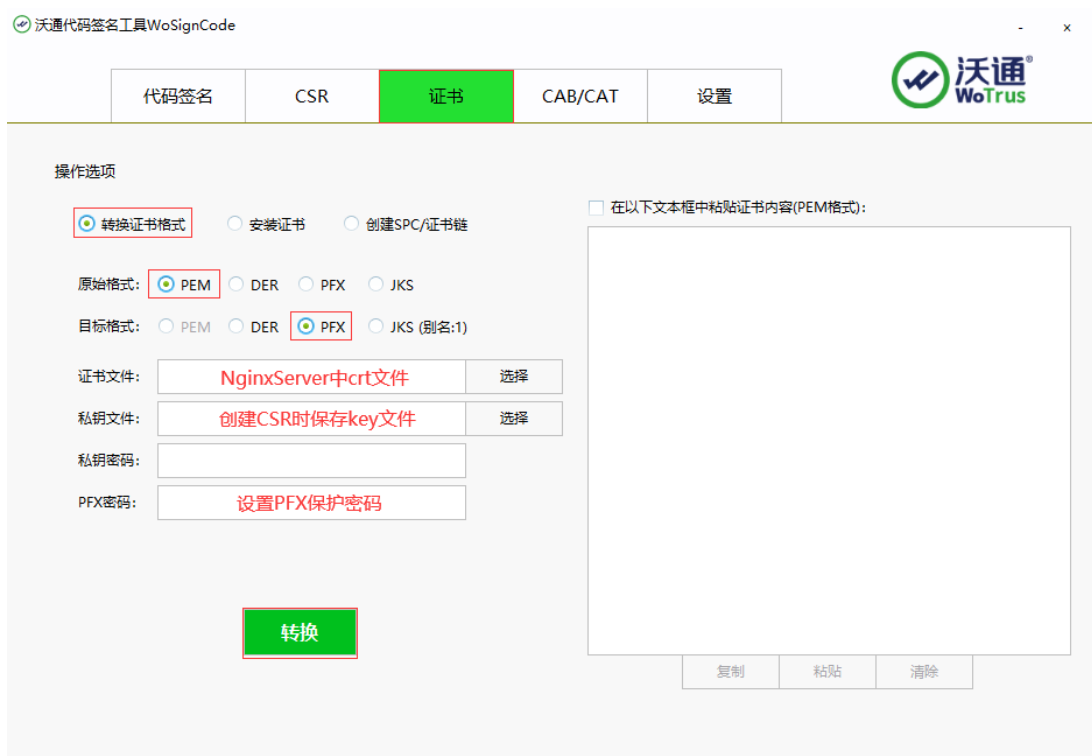 沃通代码签名工具WoSignCode
沃通®
WoTrus
代码签名 CSR 证书 CAB/CAT 设置
操作选项
转换证书格式 安装证书 创建SPC/证书链
在以下文本框中粘贴证书内容(PEM格式):
原始格式: PEM DER PFX JKS
目标格式: PEM DER PFX JKS (别名:1)
证书文件: NginxServer中crt文件 选择
私钥文件: 创建CSR时保存key文件 选择
私钥密码:
PFX密码: 设置PFX保护密码
转换
复制 粘贴 清除